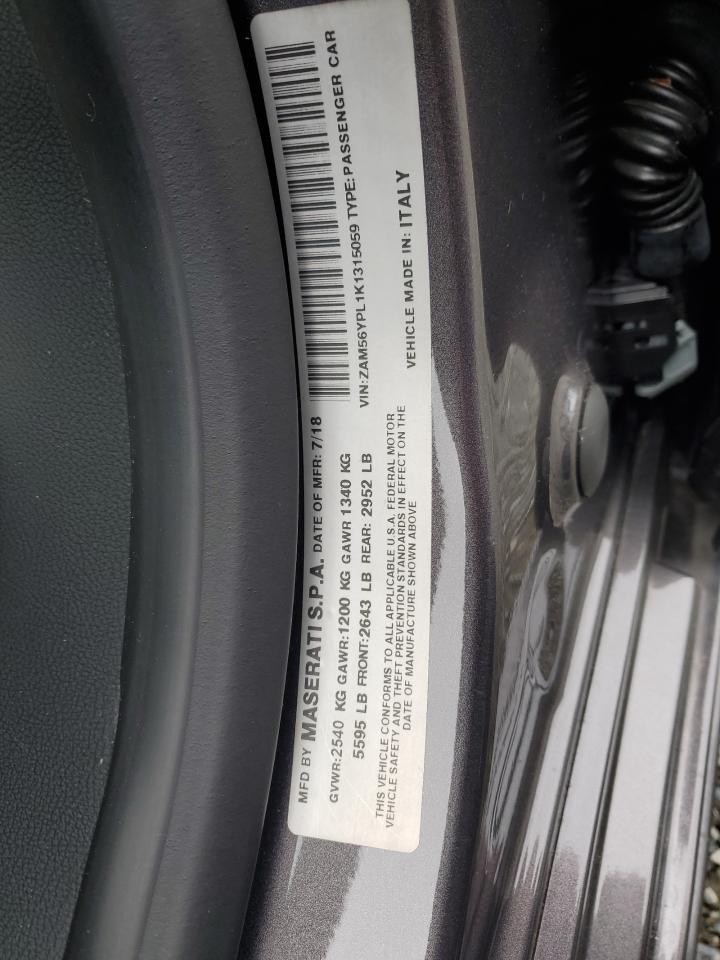 MFD BY MASERATI S.P.A. DATE OF MFR: 7/18
GVWR:2540 KG GAWR:1200 KG GAWR 1340 KG
5595 LB FRONT:2643 LB REAR: 2952 LB
VIN:ZAM56YPL1K1315059 TYPE:PASSENGER CAR
THIS VEHICLE CONFORMS TO ALL APPLICABLE U.S.A. FEDERAL MOTOR
VEHICLE SAFETY AND THEFT PREVENTION STANDARDS IN EFFECT ON THE
DATE OF MANUFACTURE SHOWN ABOVE
VEHICLE MADE IN: ITALY